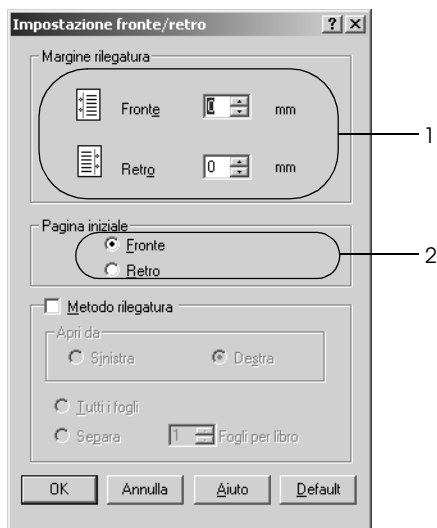 Impostazione fronte/retro ? ×
Margine rilegatura
Fronte 0 mm
1
Retro 0 mm
Pagina iniziale
Fronte
2
Retro
Metodo rilegatura
Apri da
Sinistra Destra
Tutti i fogli
Separa 1 Fogli per libro
OK Annulla Aiuto Default